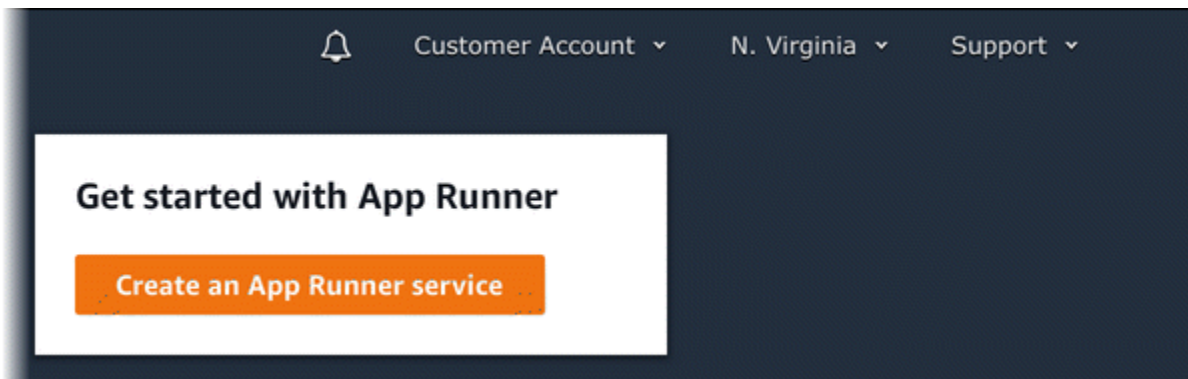 Customer Account N. Virginia Support
Get started with App Runner
Create an App Runner service